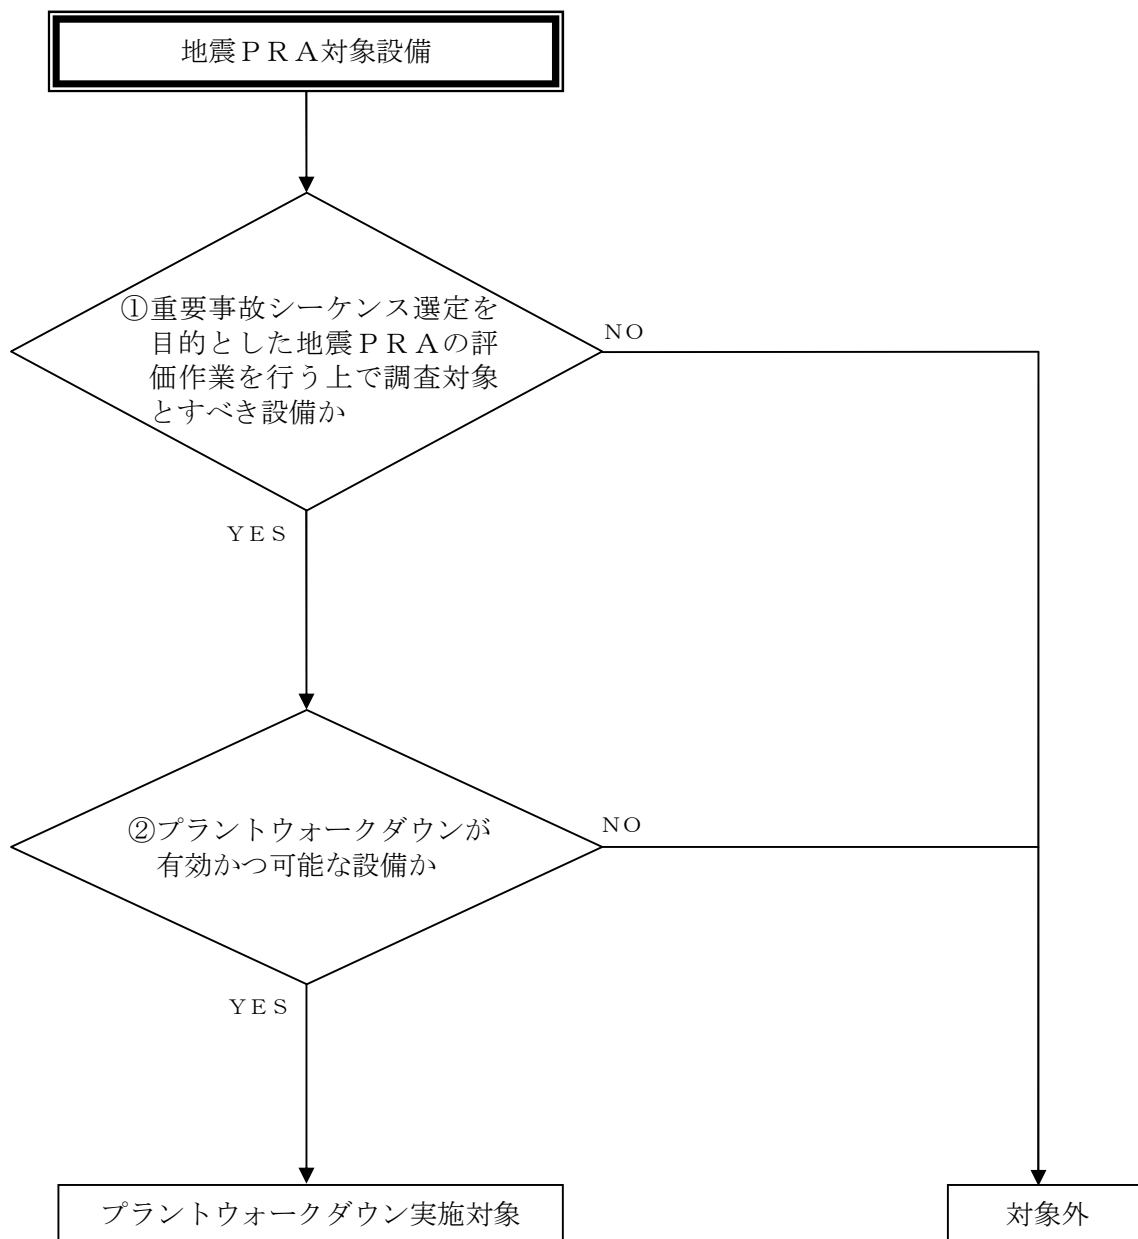 地震ＰＲＡ対象設備
①重要事故シーケンス選定を
目的とした地震ＰＲＡの評
価作業を行う上で調査対象
とすべき設備か
NO
YES
②プラントウォークダウンが
有効かつ可能な設備か
NO
YES
プラントウォークダウン実施対象
対象外